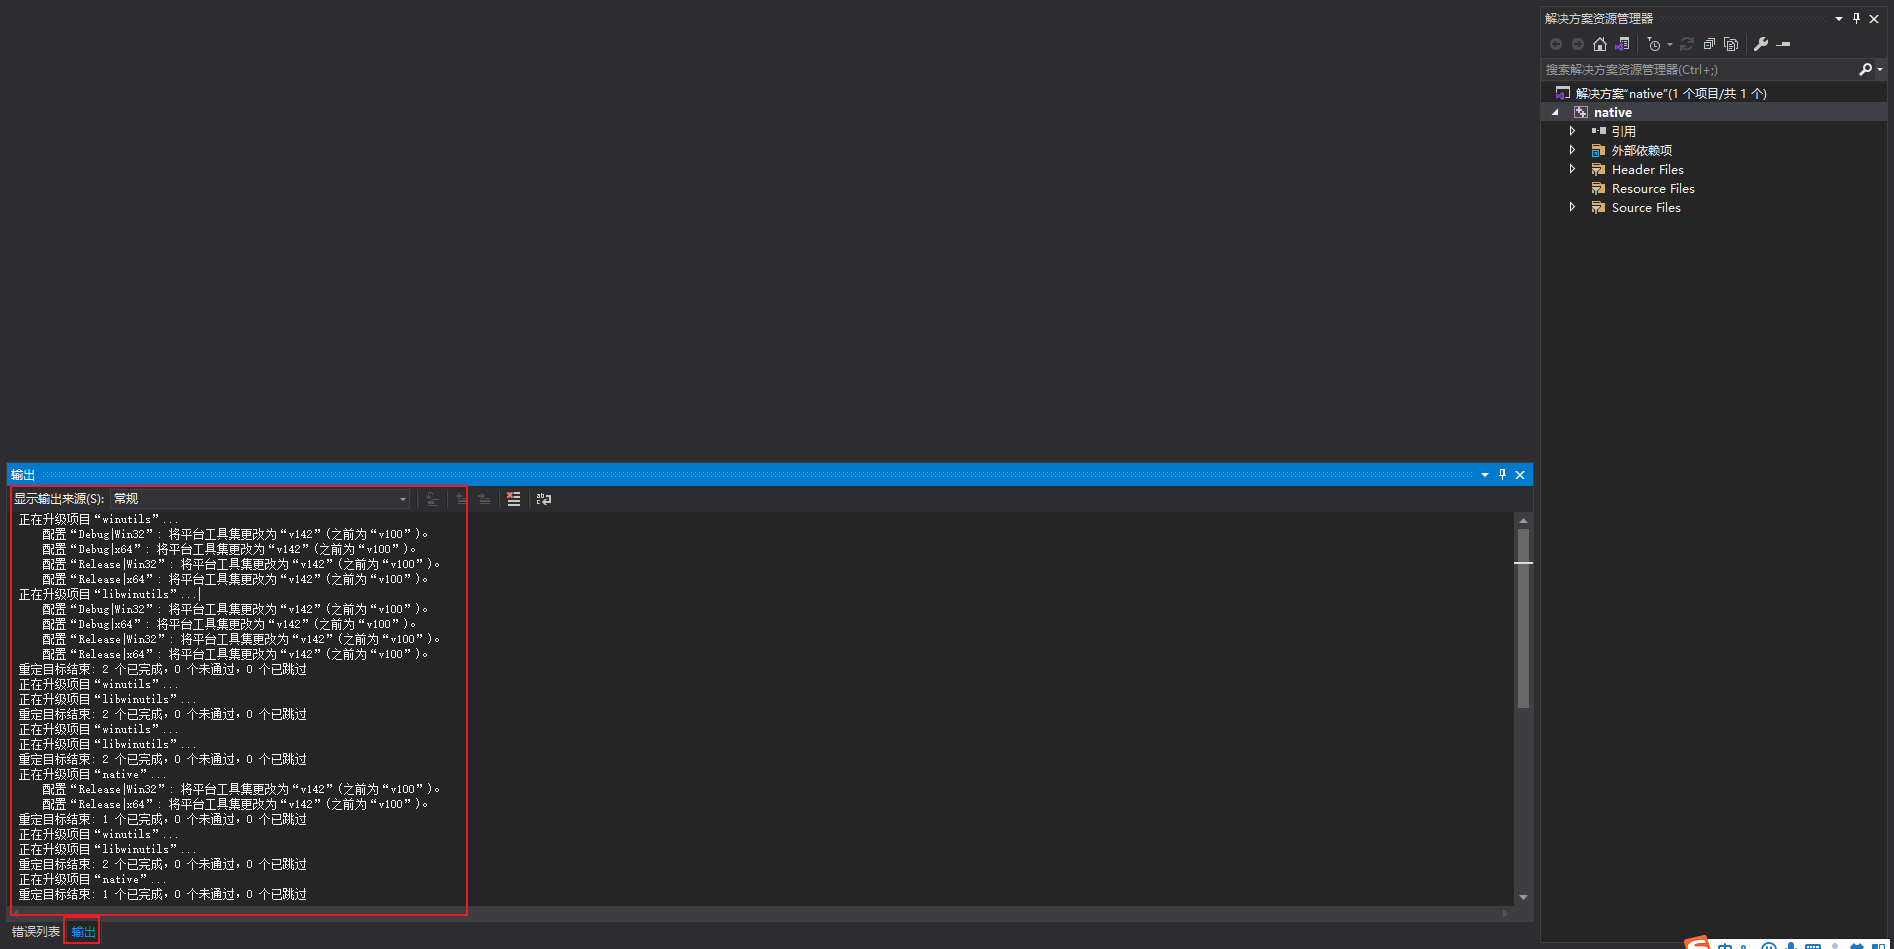 解决方案资源管理器
搜索解决方案资源管理器(Ctrl+;)
解决方案"native"(1 个项目/共 1 个)
native
引用
外部依赖项
Header Files
Resource Files
Source Files
输出
显示输出来源(S): 常规
正在升级项目“winutils”...
配置“Debug|Win32”: 将平台工具集更改为“v142”(之前为“v100”)。
配置“Debug|x64”: 将平台工具集更改为“v142”(之前为“v100”)。
配置“Release|Win32”: 将平台工具集更改为“v142”(之前为“v100”)。
配置“Release|x64”: 将平台工具集更改为“v142”(之前为“v100”)。
正在升级项目“libwinutils”...
配置“Debug|Win32”: 将平台工具集更改为“v142”(之前为“v100”)。
配置“Debug|x64”: 将平台工具集更改为“v142”(之前为“v100”)。
配置“Release|Win32”: 将平台工具集更改为“v142”(之前为“v100”)。
配置“Release|x64”: 将平台工具集更改为“v142”(之前为“v100”)。
重定目标结束: 2 个已完成，0 个未通过，0 个已跳过
正在升级项目“winutils”...
正在升级项目“libwinutils”...
重定目标结束: 2 个已完成，0 个未通过，0 个已跳过
正在升级项目“winutils”...
正在升级项目“libwinutils”...
重定目标结束: 2 个已完成，0 个未通过，0 个已跳过
正在升级项目“native”...
配置“Release|Win32”: 将平台工具集更改为“v142”(之前为“v100”)。
配置“Release|x64”: 将平台工具集更改为“v142”(之前为“v100”)。
重定目标结束: 1 个已完成，0 个未通过，0 个已跳过
正在升级项目“winutils”...
正在升级项目“libwinutils”...
重定目标结束: 2 个已完成，0 个未通过，0 个已跳过
正在升级项目“native”...
重定目标结束: 1 个已完成，0 个未通过，0 个已跳过
错误列表 输出